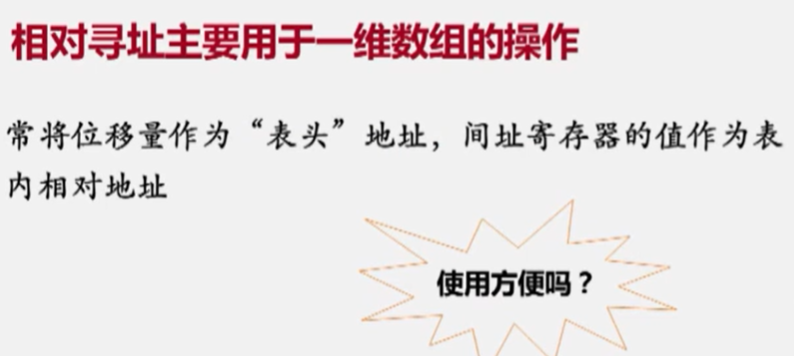 相对寻址主要用于一维数组的操作
常将位移量作为“表头”地址，间址寄存器的值作为表
内相对地址
使用方便吗？